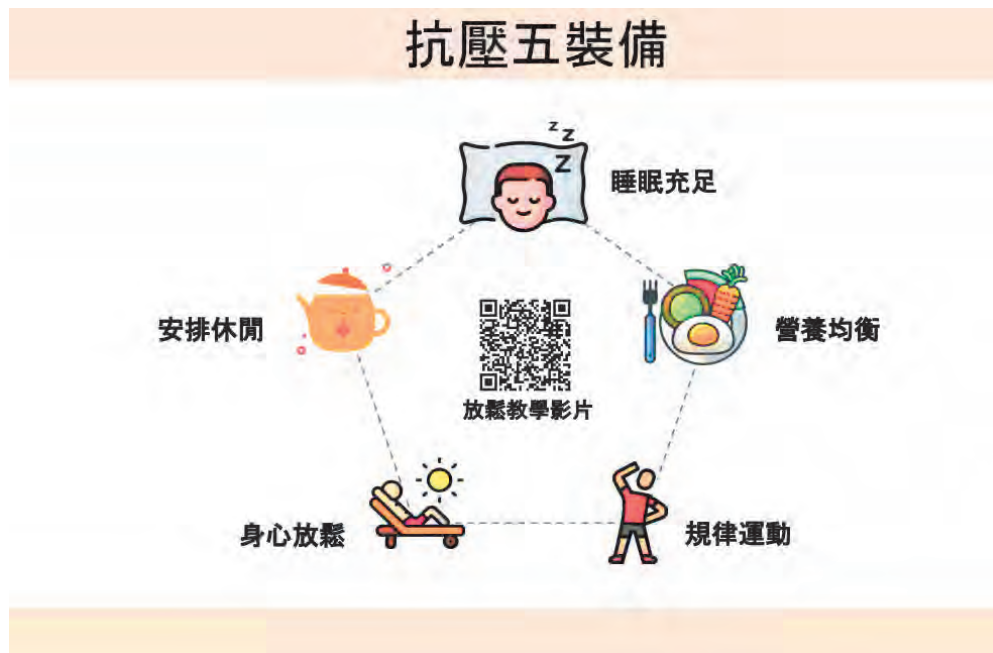 抗壓五裝備
z
z
Z
睡眠充足
安排休閒
營養均衡
放鬆教學影片
身心放鬆
規律運動